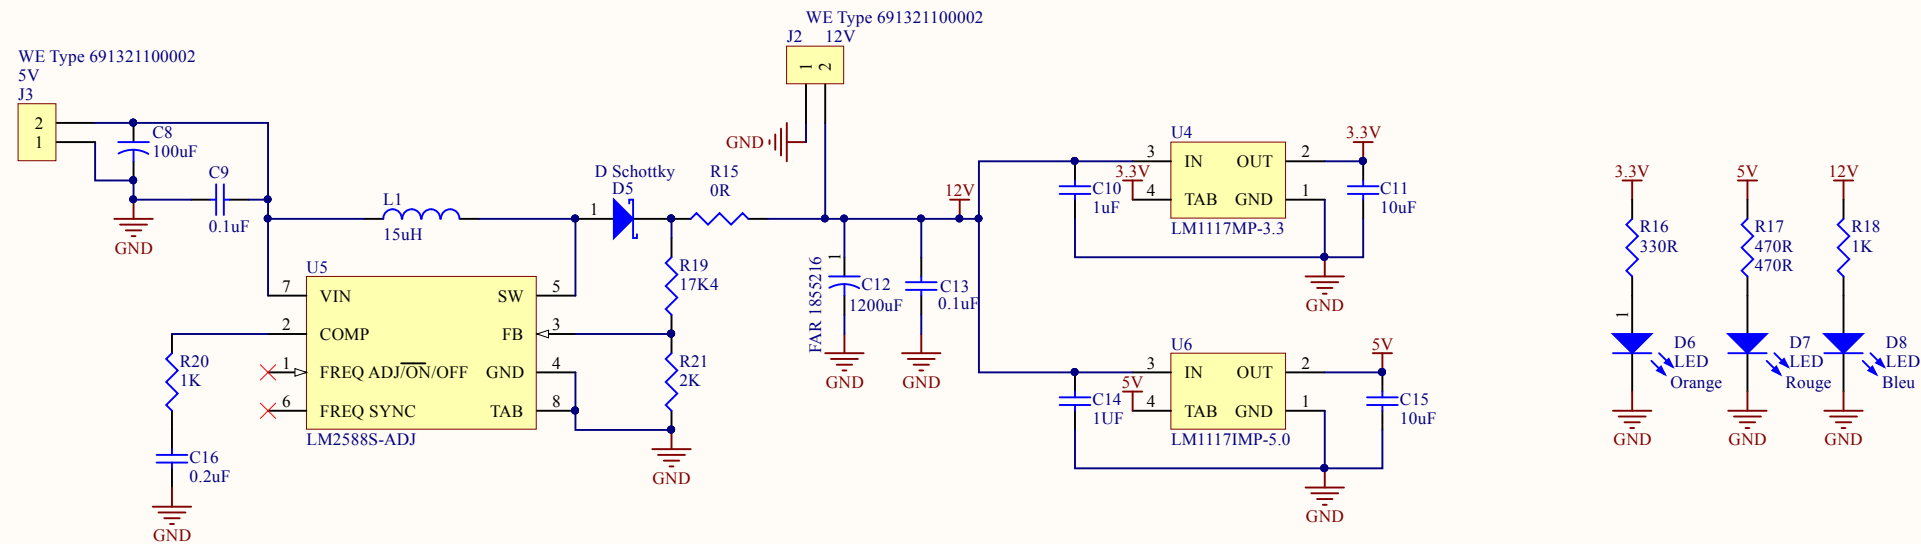 WE Type 691321100002
5V
J3
2
1
C8
100uF
C9
0.1uF
GND
L1
15uH
U5
7
VIN
SW
5
2
COMP
FB
3
1
FREQ ADJ/ON/OFF
GND
4
6
FREQ SYNC
TAB
8
LM2588S-ADJ
R20
1K
C16
0.2uF
GND
D Schottky
D5
1
R15
0R
R19
17K4
R21
2K
GND
WE Type 691321100002
J2
12V
1
2
GND
12V
FAR 1855216
1
C12
1200uF
GND
C13
0.1uF
GND
U4
3
IN
OUT
2
3.3V
4
TAB
GND
1
LM1117MP-3.3
C10
1uF
3.3V
C11
10uF
GND
U6
3
IN
OUT
2
5V
4
TAB
GND
1
LM1117IMP-5.0
C14
1UF
5V
C15
10uF
GND
3.3V
R16
330R
1
D6
LED
Orange
GND
5V
R17
470R
470R
D7
LED
Rouge
GND
12V
R18
1K
D8
LED
Bleu
GND